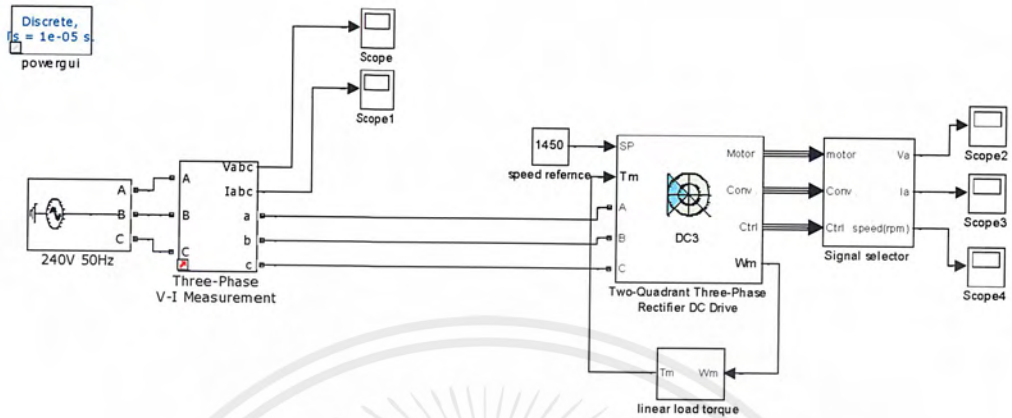 Discrete,
Ts = 1e-05 s.
powergui
Scope
Scope1
A
B
C
240V 50Hz
A
B
C
Vabc
Iabc
a
b
c
Three-Phase
V-I Measurement
1450
speed refernce
SP
Tm
A
B
C
DC3
Motor
Conv
Ctrl
Wm
Two-Quadrant Three-Phase
Rectifier DC Drive
motor
Conv
Ctrl
Va
Ia
speed(rpm)
Signal selector
Scope2
Scope3
Scope4
Tm
Wm
linear load torque